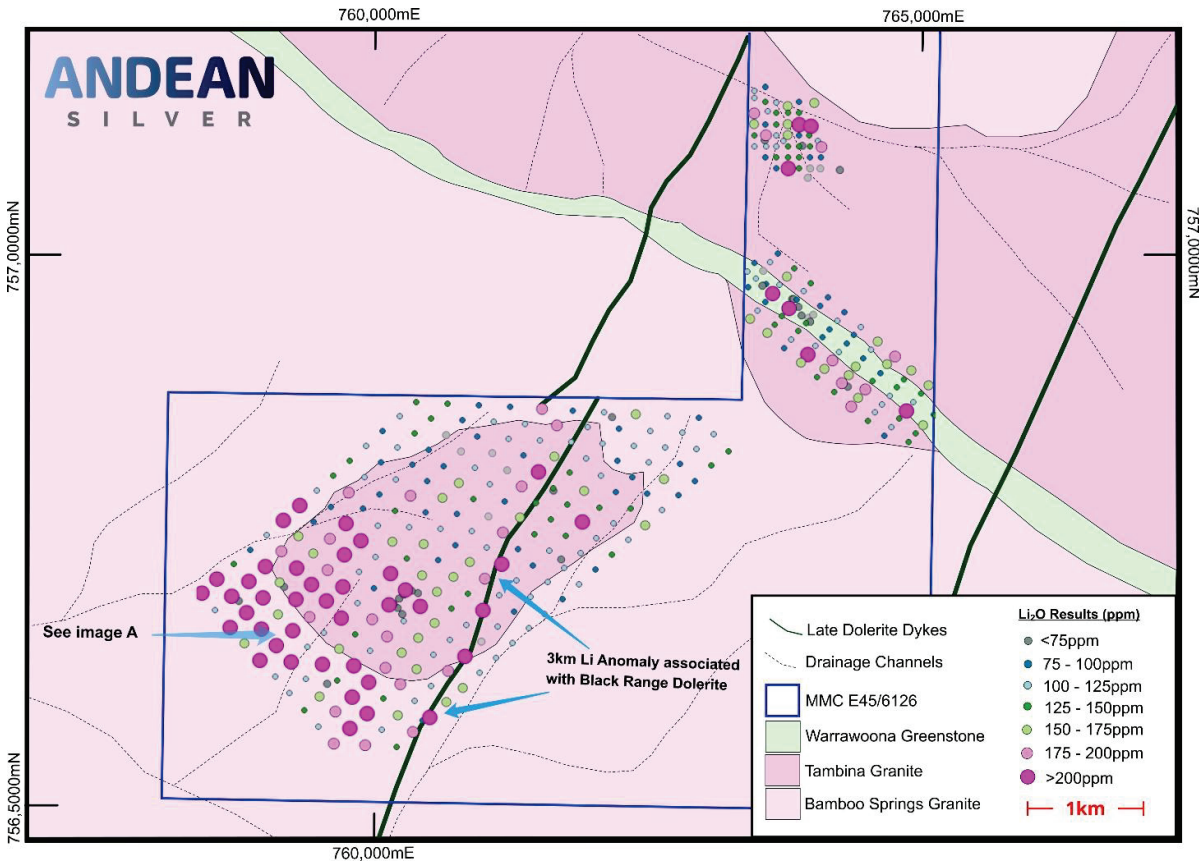 760,000mE
765,000mE
ANDEAN
SILVER
757,0000mN
757,0000mN
See image A
3km Li Anomaly associated
with Black Range Dolerite
756,5000mN
760,000mE
Late Dolerite Dykes
Drainage Channels
MMC E45/6126
Warrawoona Greenstone
Tambina Granite
Bamboo Springs Granite
Li₂O Results (ppm)
<75ppm
75 - 100ppm
100 - 125ppm
125 - 150ppm
150 - 175ppm
175 - 200ppm
>200ppm
1km